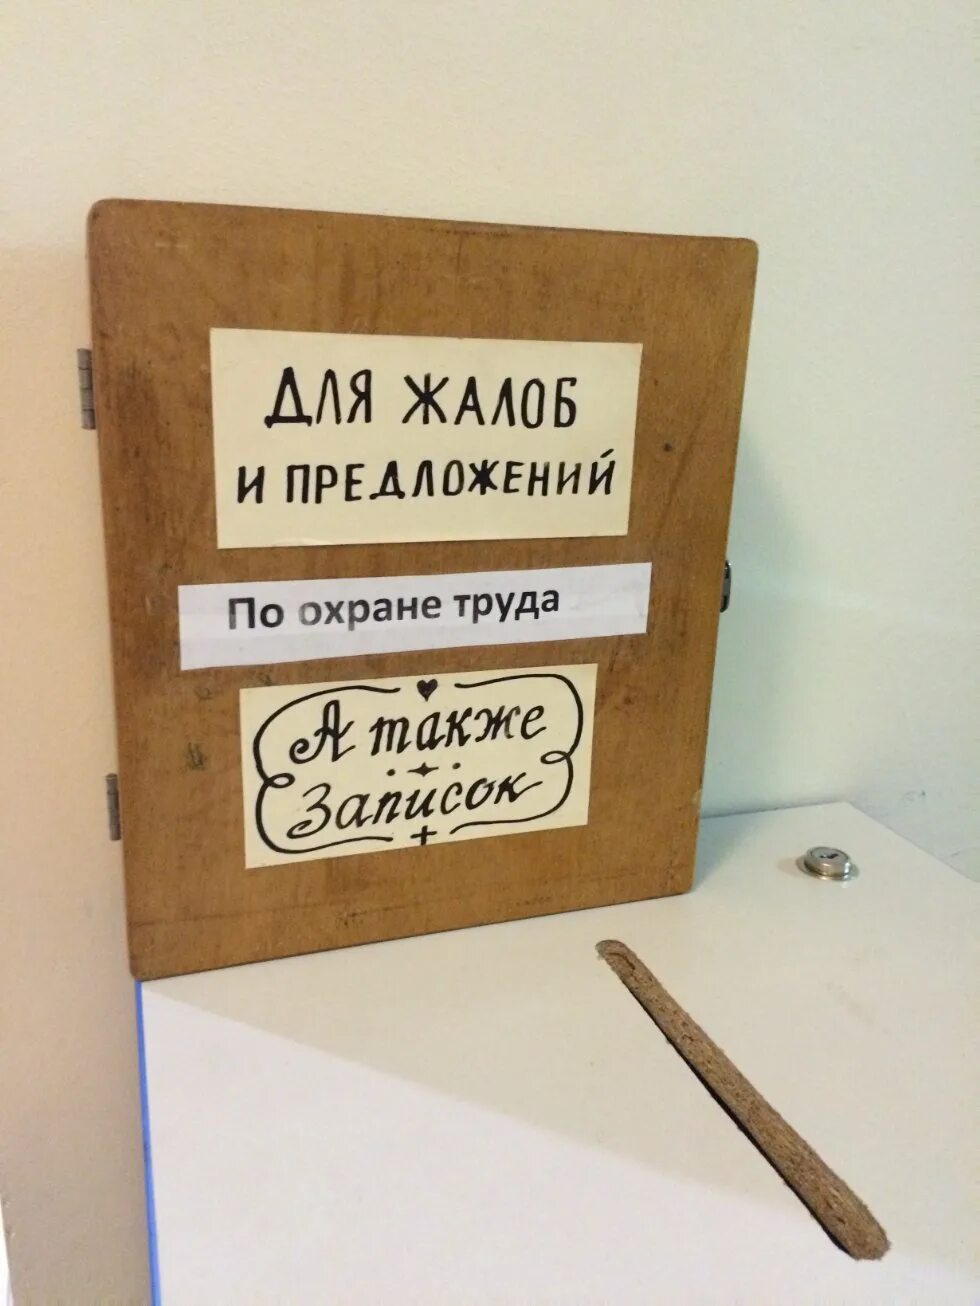 ДЛЯ ЖАЛОБ
И ПРЕДЛОЖЕНИЙ
По охране труда
А также
Записок